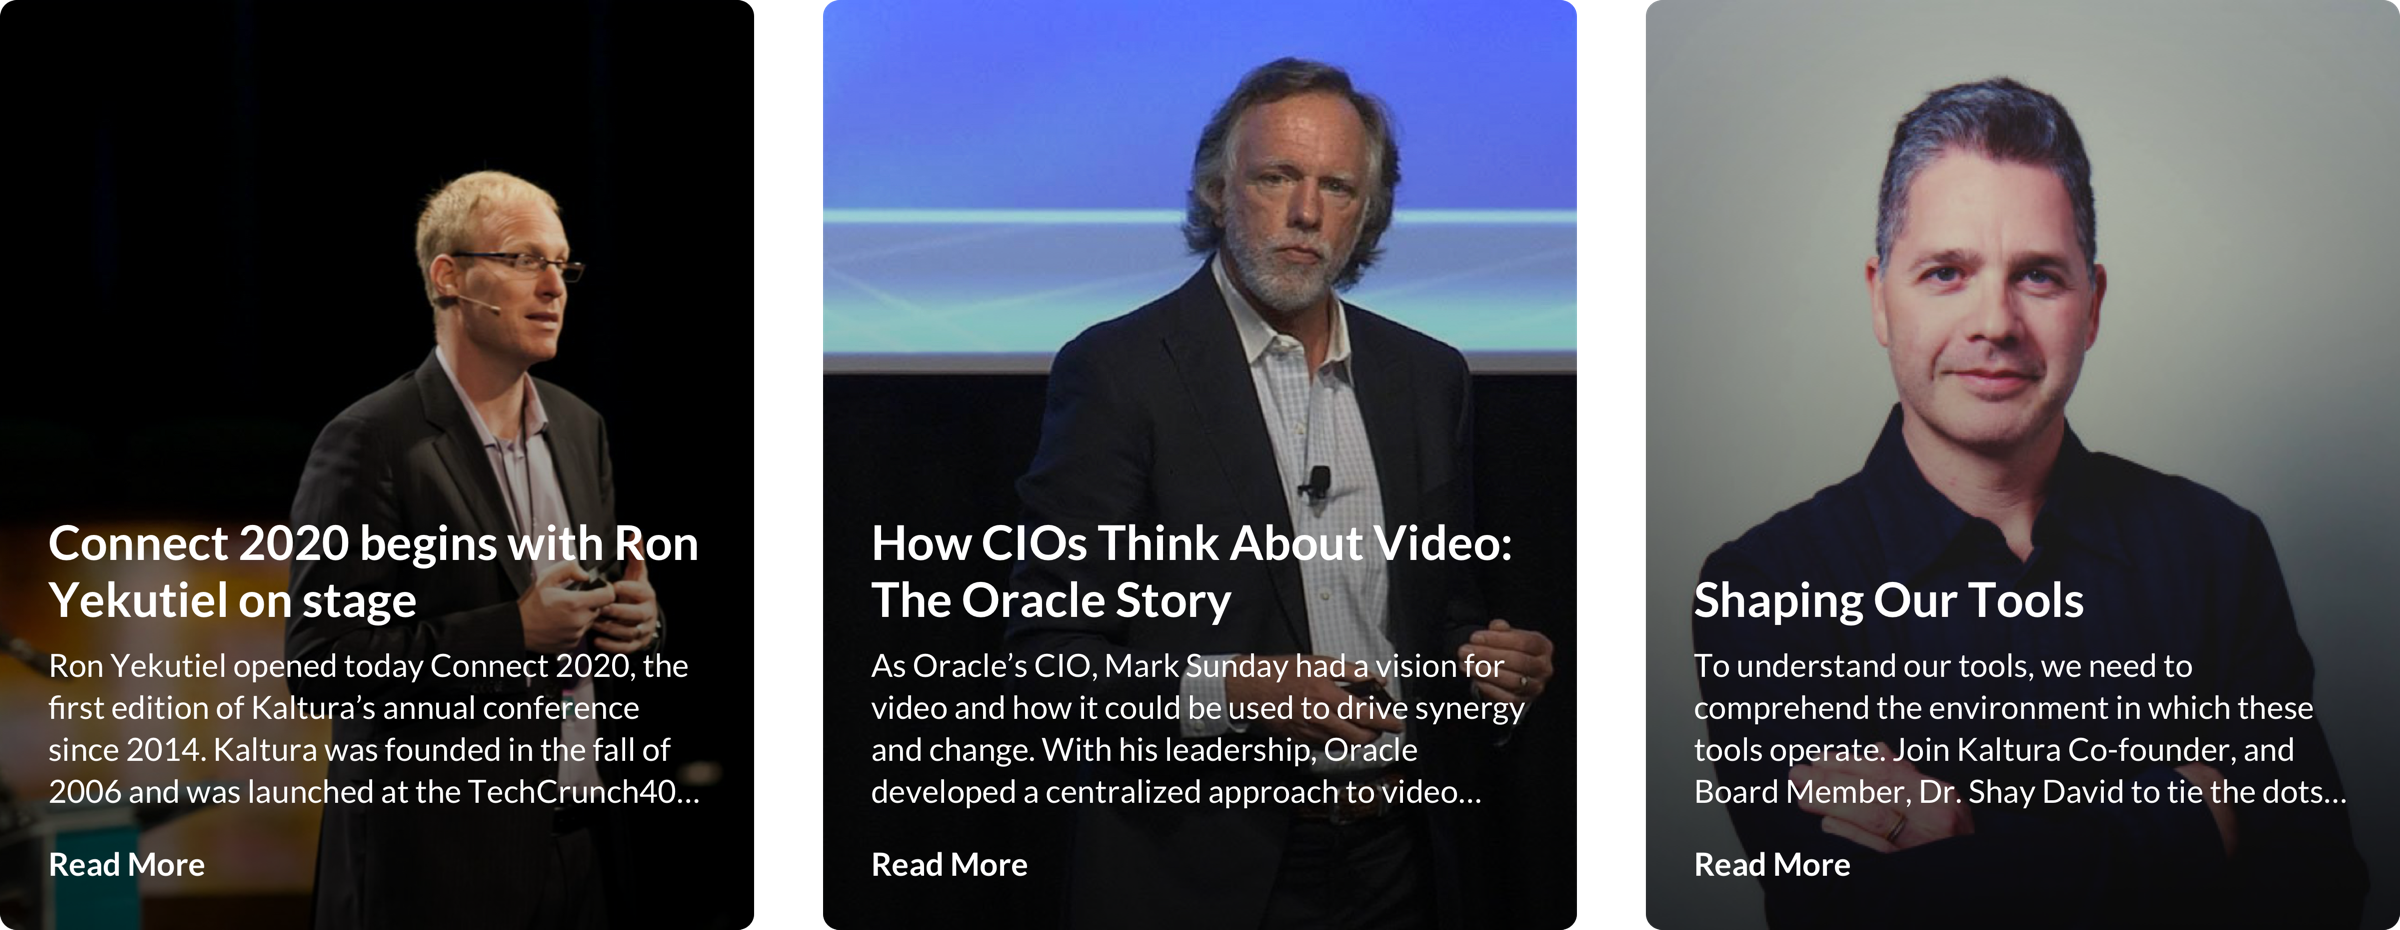 Connect 2020 begins with Ron
Yekutiel on stage
Ron Yekutiel opened today Connect 2020, the
first edition of Kaltura’s annual conference
since 2014. Kaltura was founded in the fall of
2006 and was launched at the TechCrunch40...
Read More
How CIOs Think About Video:
The Oracle Story
As Oracle’s CIO, Mark Sunday had a vision for
video and how it could be used to drive synergy
and change. With his leadership, Oracle
developed a centralized approach to video...
Read More
Shaping Our Tools
To understand our tools, we need to
comprehend the environment in which these
tools operate. Join Kaltura Co-founder, and
Board Member, Dr. Shay David to tie the dots...
Read More